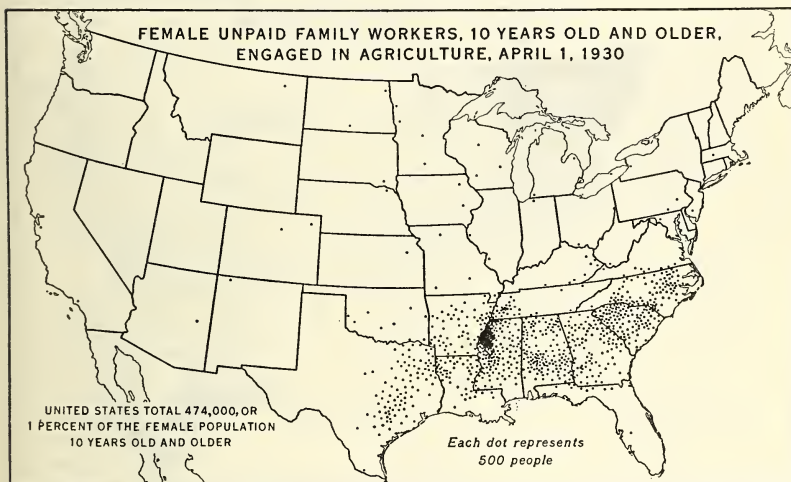 FEMALE UNPAID FAMILY WORKERS, 10 YEARS OLD AND OLDER,
ENGAGED IN AGRICULTURE, APRIL 1, 1930
UNITED STATES TOTAL 474,000, OR
1 PERCENT OF THE FEMALE POPULATION
10 YEARS OLD AND OLDER
Each dot represents
500 people